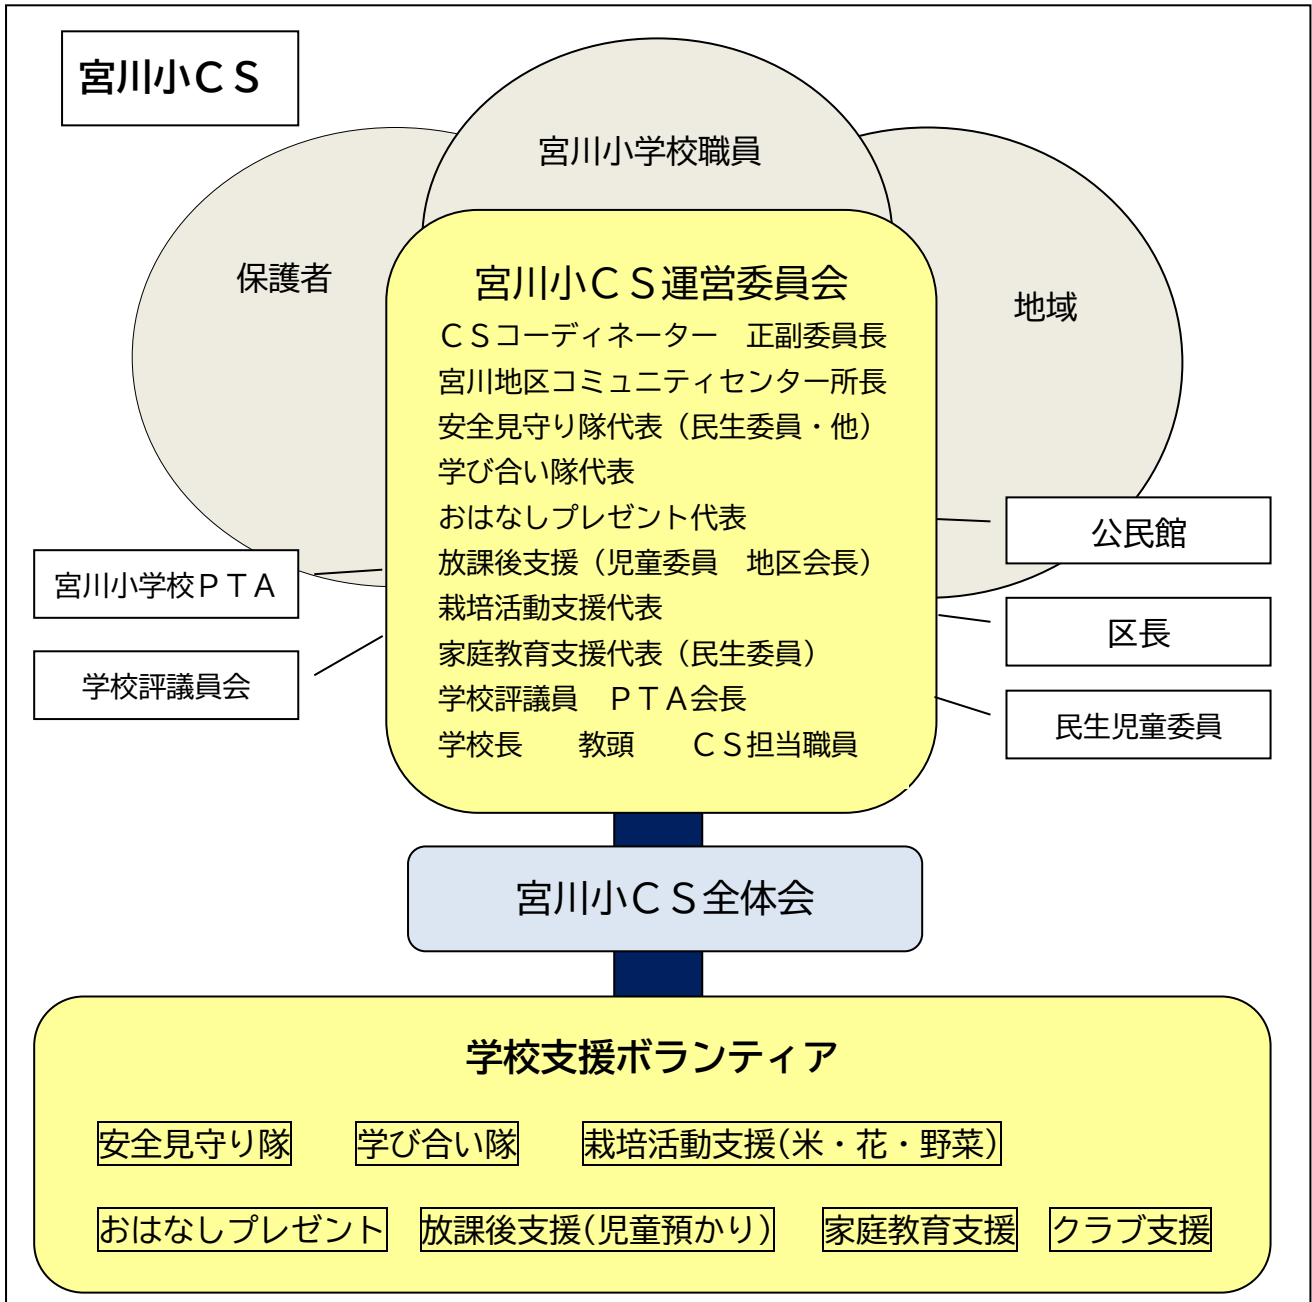 宮川小ＣＳ
宮川小学校職員
保護者
地域
宮川小ＣＳ運営委員会
ＣＳコーディネーター　正副委員長
宮川地区コミュニティセンター所長
安全見守り隊代表（民生委員・他）
学び合い隊代表
おはなしプレゼント代表
放課後支援（児童委員　地区会長）
栽培活動支援代表
家庭教育支援代表（民生委員）
学校評議員　ＰＴＡ会長
学校長　　教頭　　ＣＳ担当職員
宮川小学校ＰＴＡ
学校評議員会
公民館
区長
民生児童委員
宮川小ＣＳ全体会
学校支援ボランティア
安全見守り隊　学び合い隊　栽培活動支援(米・花・野菜)
おはなしプレゼント　放課後支援(児童預かり)　家庭教育支援　クラブ支援